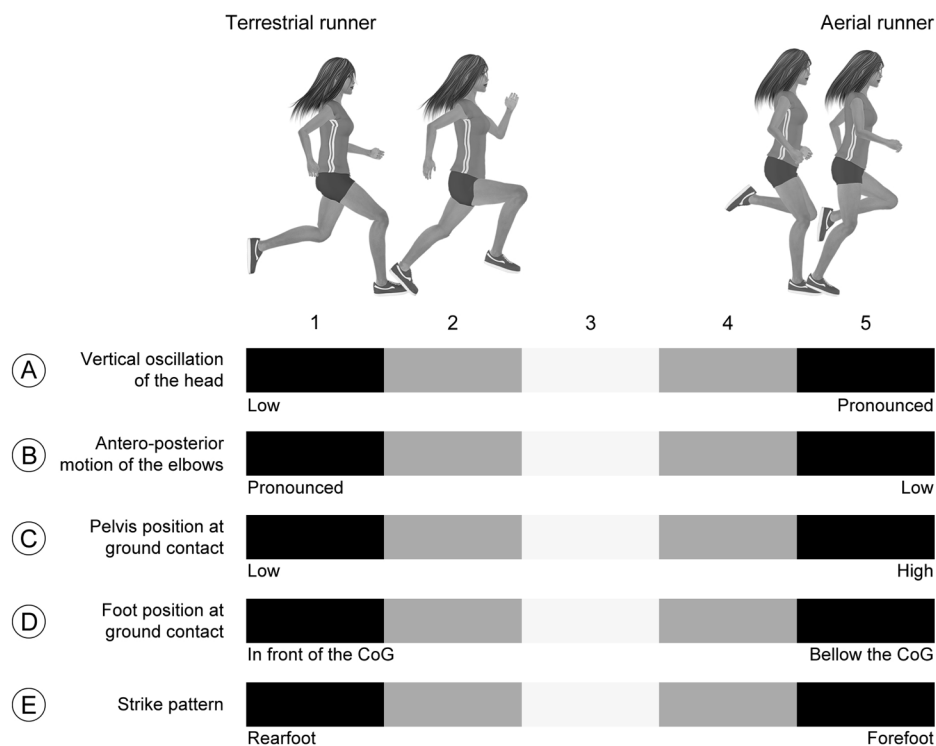 Terrestrial runner
Aerial runner
1 2 3 4 5
A
Vertical oscillation
of the head
Low
Pronounced
B
Antero-posterior
motion of the elbows
Pronounced
Low
C
Pelvis position at
ground contact
Low
High
D
Foot position at
ground contact
In front of the CoG
Bellow the CoG
E
Strike pattern
Rearfoot
Forefoot